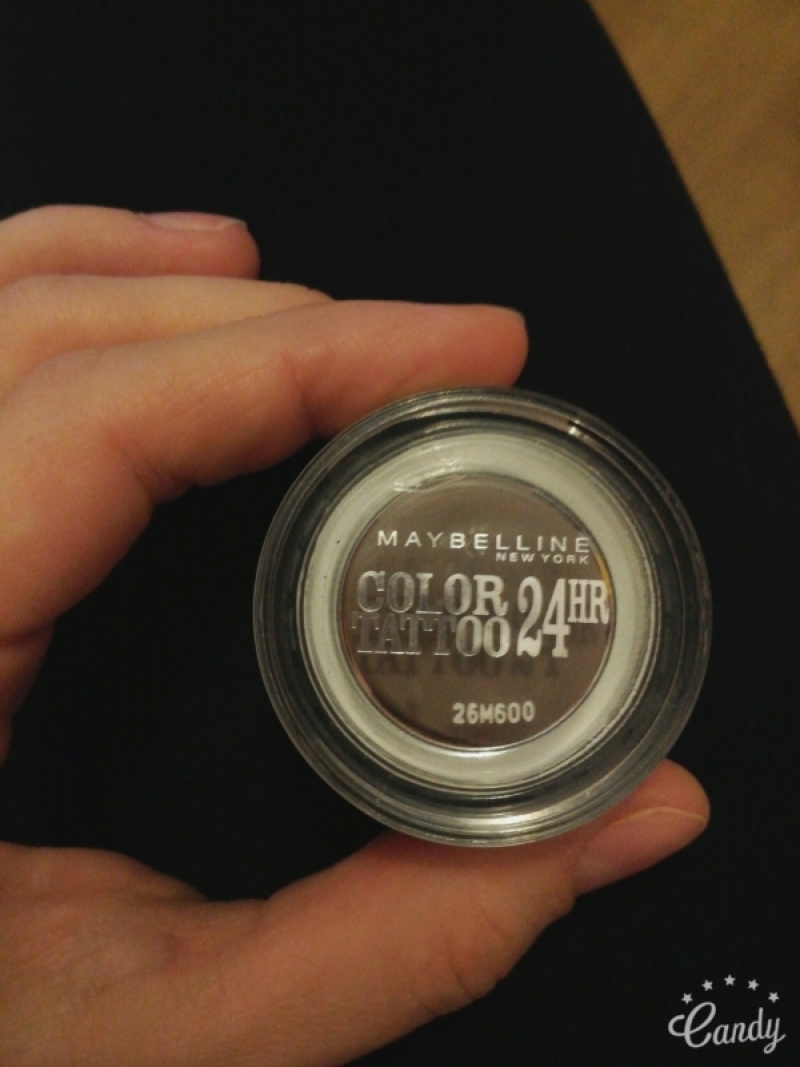 MAYBELLINE
NEW YORK
COLOR
TATTOO 24HR
26M600
Candy